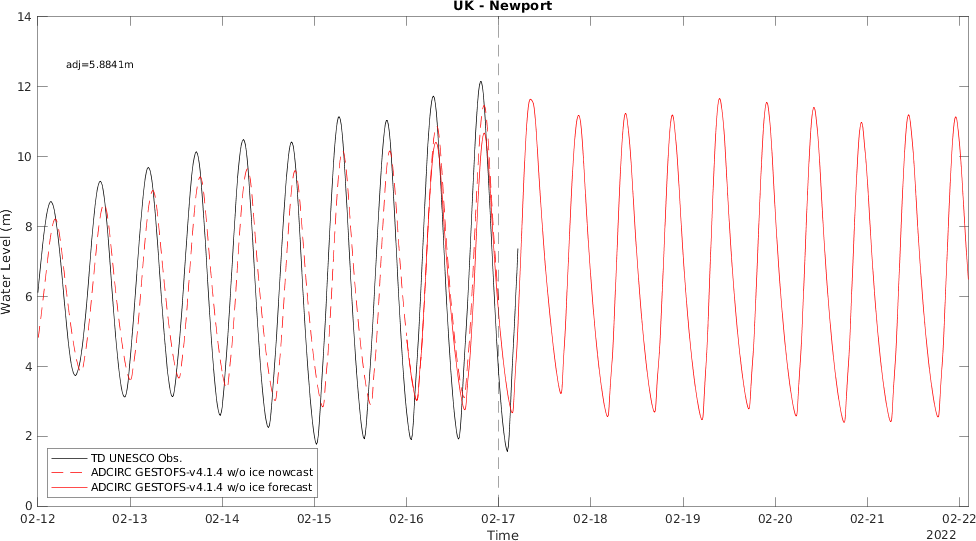 UK - Newport
14
12
10
8
6
4
2
0
Water Level (m)
adj=5.8841m
TD UNESCO Obs.
ADCIRC GESTOFS-v4.1.4 w/o ice nowcast
ADCIRC GESTOFS-v4.1.4 w/o ice forecast
02-12 02-13 02-14 02-15 02-16 02-17 02-18 02-19 02-20 02-21 02-22
Time
2022